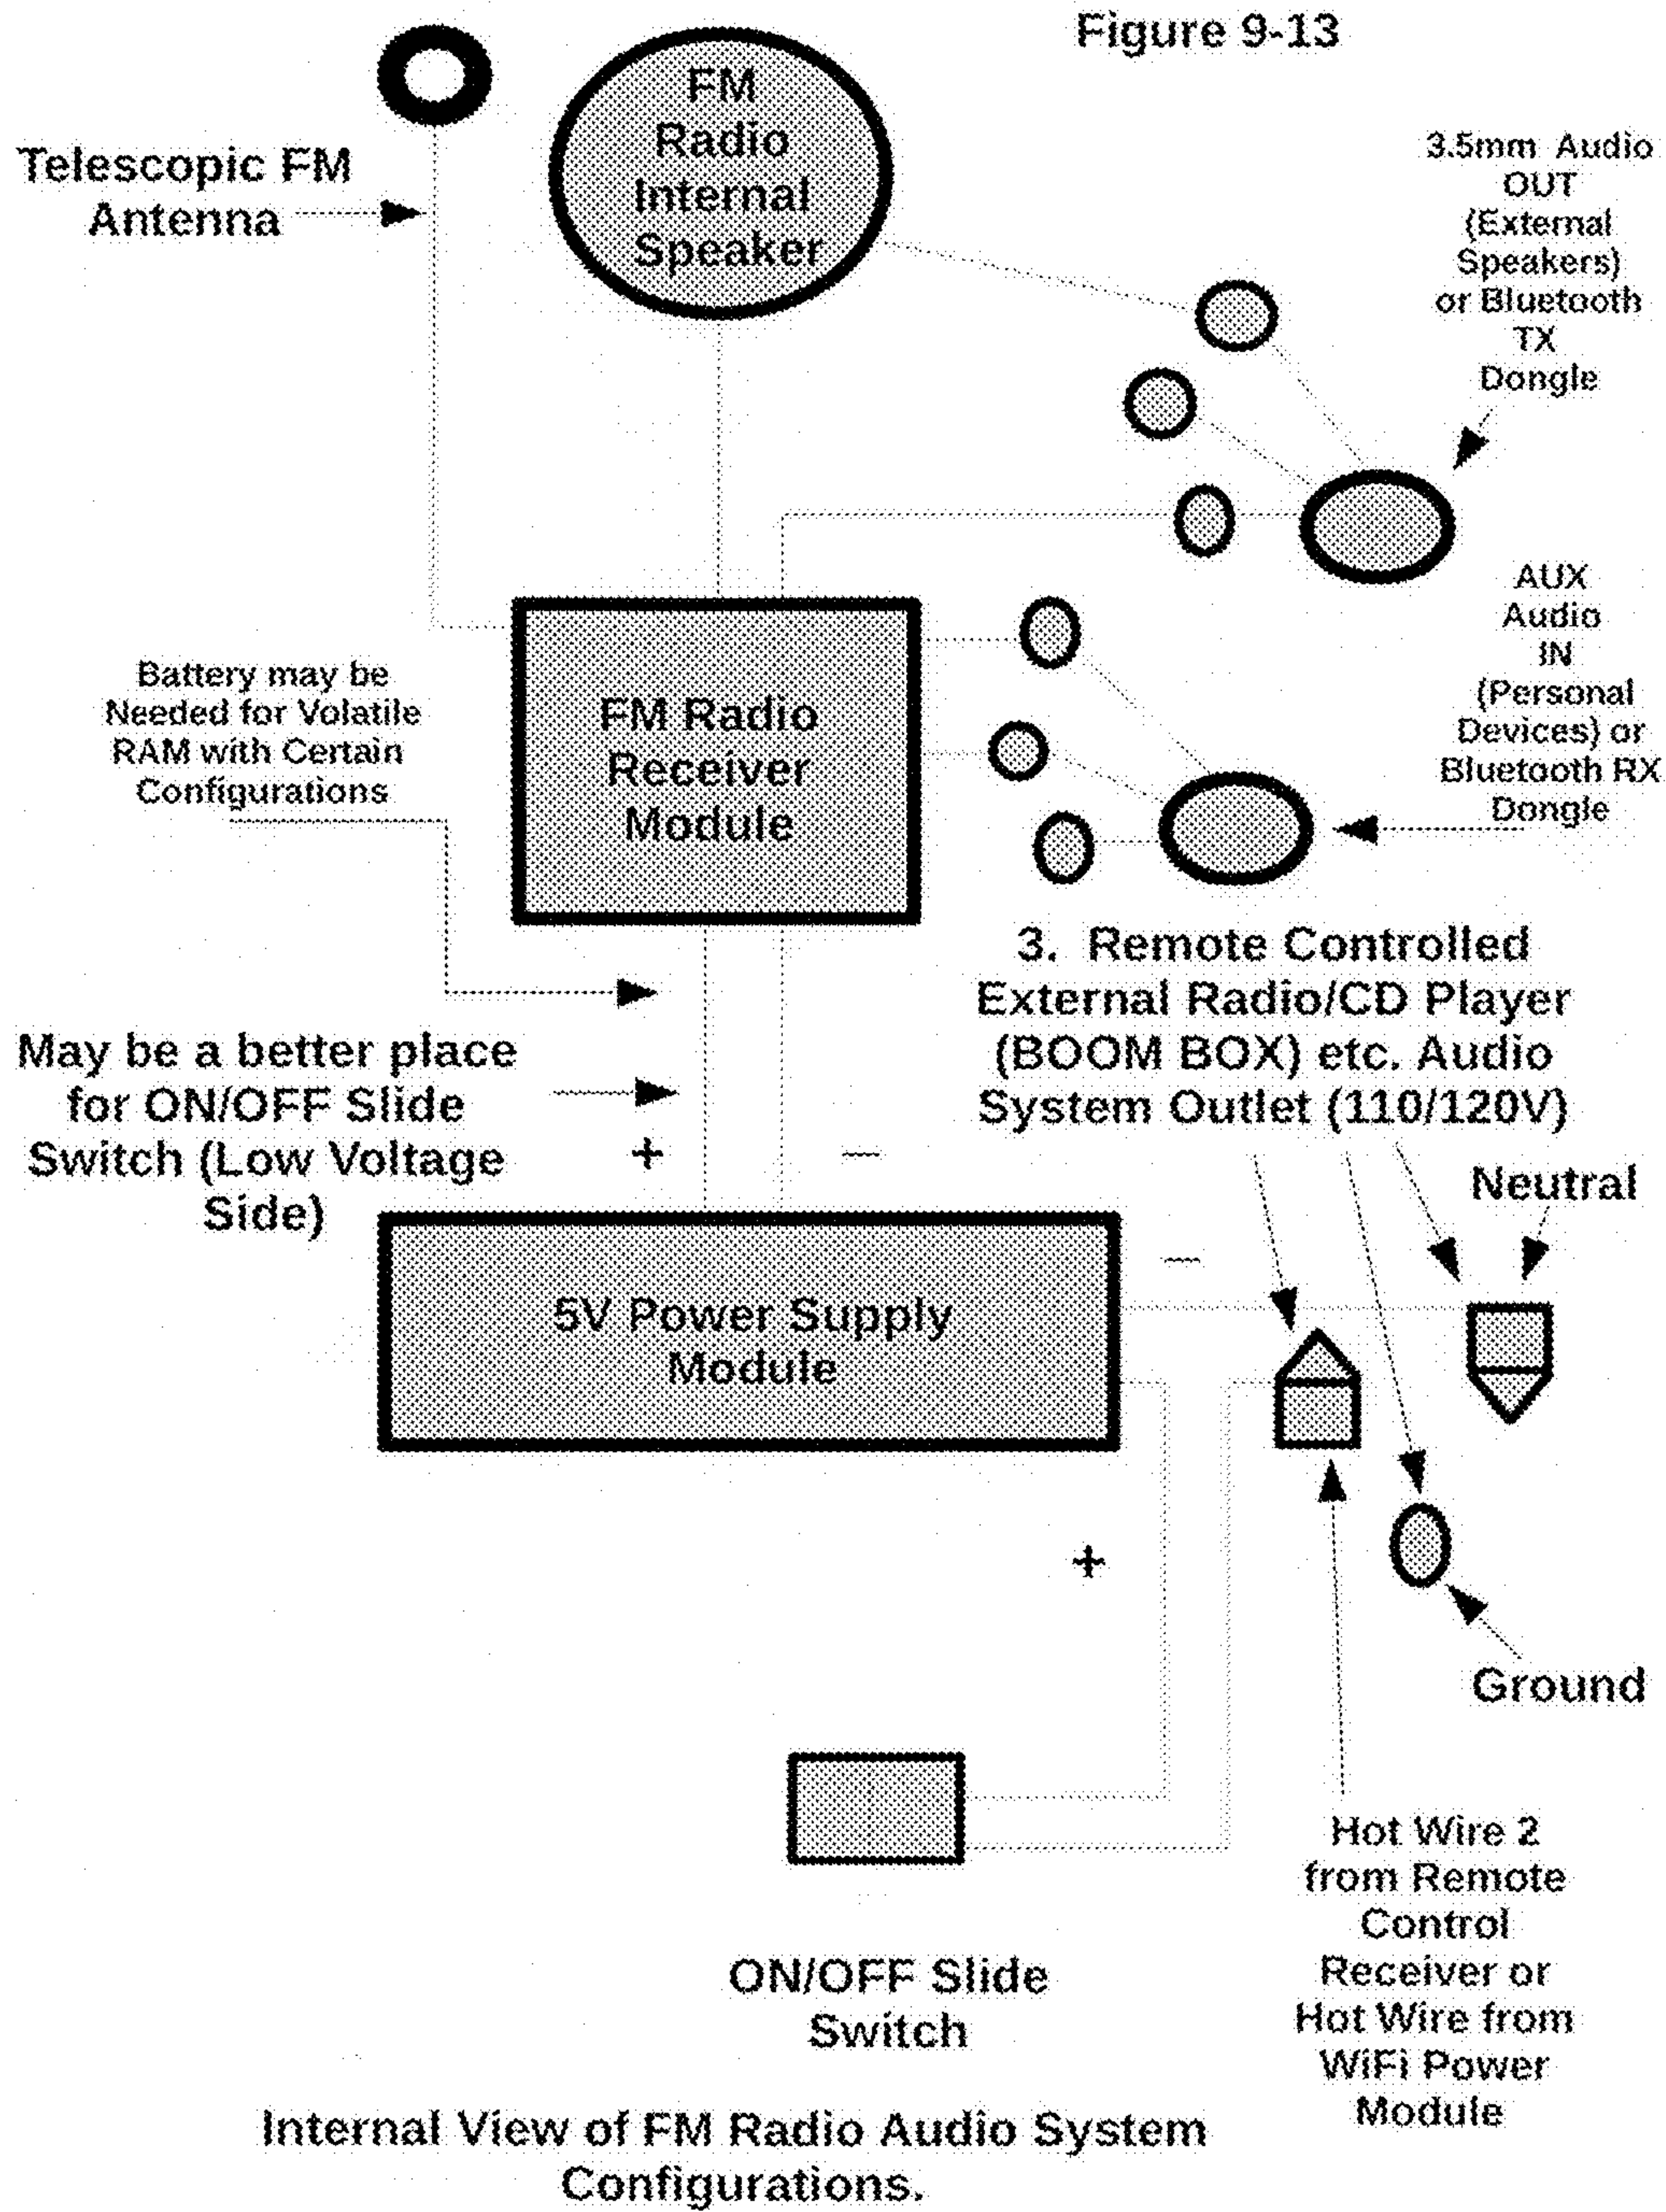 Figure 9-13
FM
Radio
Internal
Speaker
Telescopic FM
Antenna
3.5mm Audio
OUT
(External
Speakers)
or Bluetooth
TX
Dongle
AUX
Audio
IN
(Personal
Devices) or
Bluetooth RX
Dongle
Battery may be
Needed for Volatile
RAM with Certain
Configurations
FM Radio
Receiver
Module
3. Remote Controlled
External Radio/CD Player
(BOOM BOX) etc. Audio
System Outlet (110/120V)
May be a better place
for ON/OFF Slide
Switch (Low Voltage
Side)
+ −
Neutral
−
5V Power Supply
Module
+
Ground
Hot Wire 2
from Remote
Control
Receiver or
Hot Wire from
WiFi Power
Module
ON/OFF Slide
Switch
Internal View of FM Radio Audio System
Configurations.